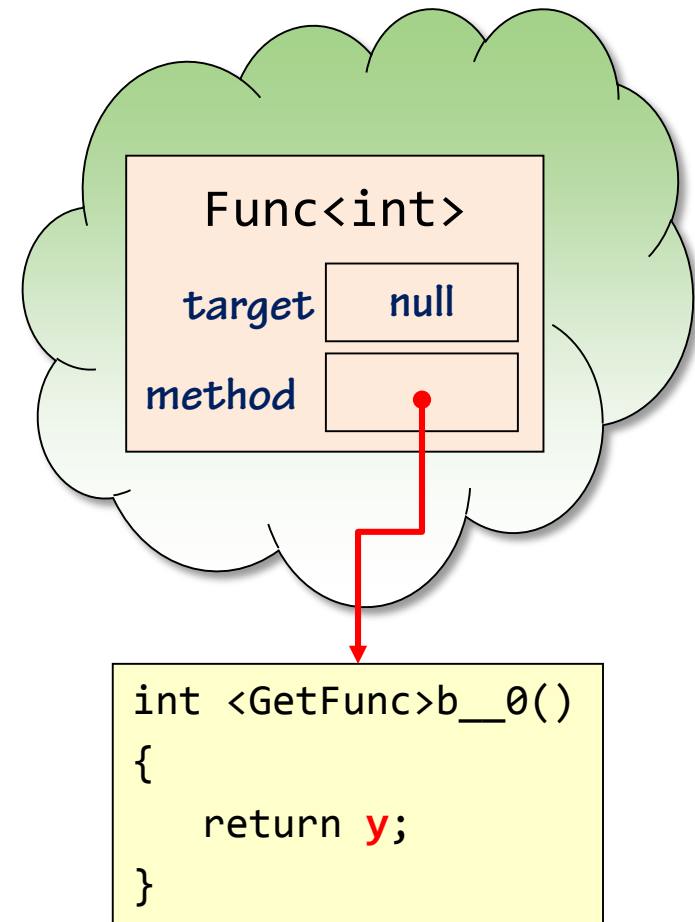 Func<int>
target null
method
int <GetFunc>b__0()
{
return y;
}